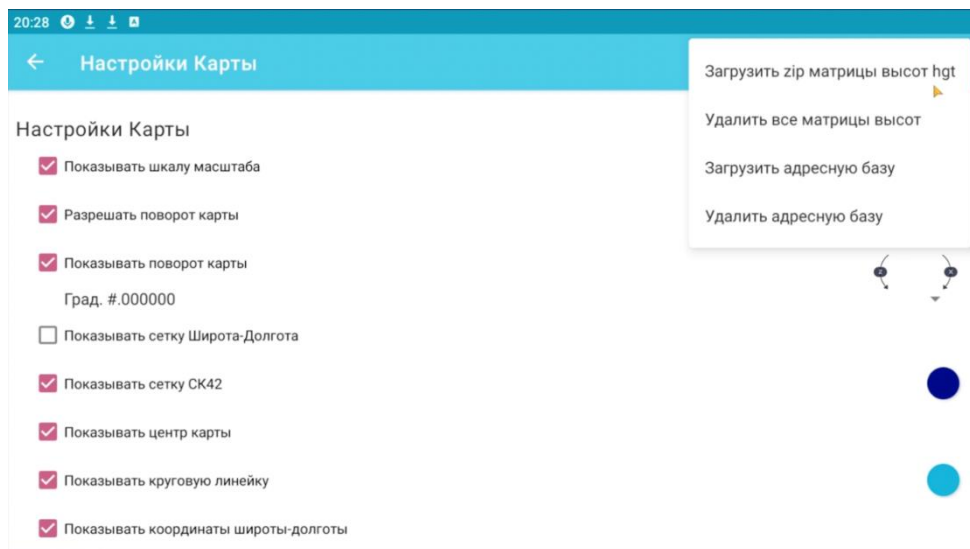 20:28
Настройки Карты
Загрузить zip матрицы высот hgt
Удалить все матрицы высот
Загрузить адресную базу
Удалить адресную базу
Настройки Карты
Показывать шкалу масштаба
Разрешать поворот карты
Показывать поворот карты
Град. #.000000
Показывать сетку Широта-Долгота
Показывать сетку СК42
Показывать центр карты
Показывать круговую линейку
Показывать координаты широты-долготы